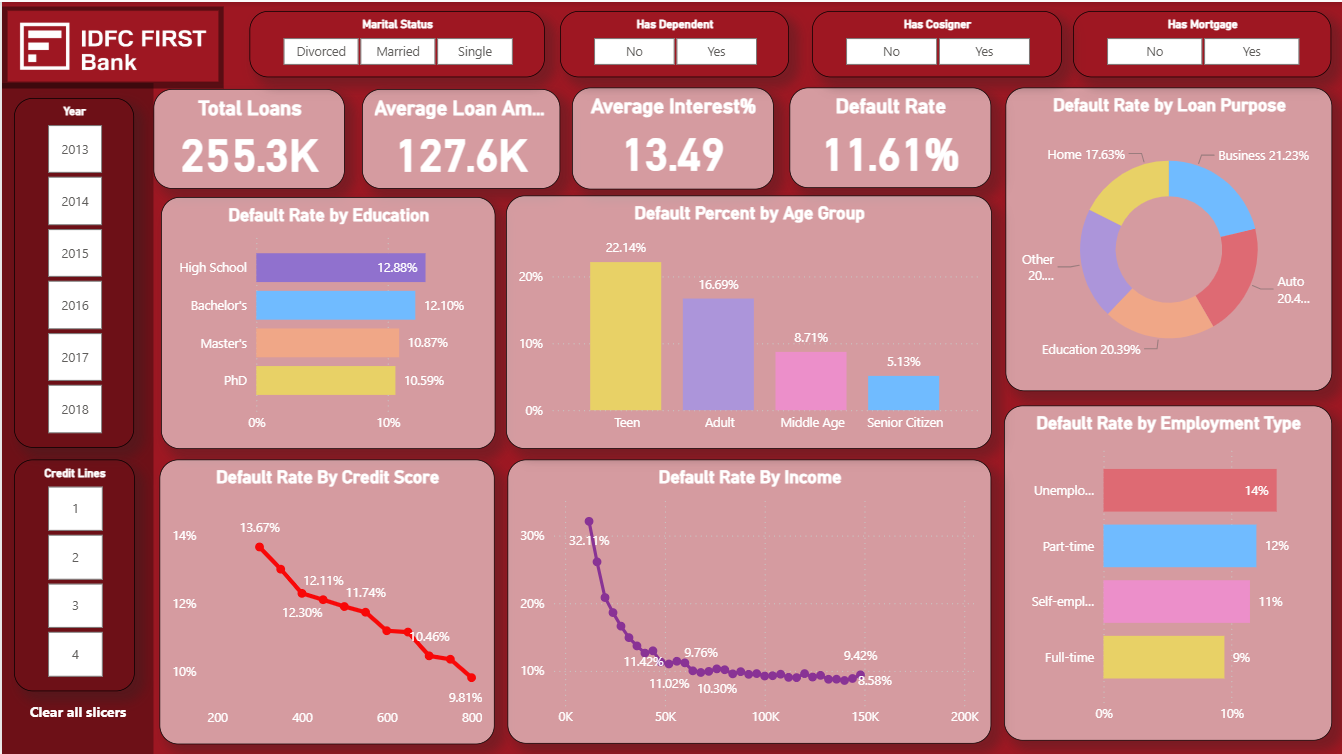 IDFC FIRST
Bank
Marital Status
Divorced Married Single
Has Dependent
No Yes
Has Cosigner
No Yes
Has Mortgage
No Yes
Year
2013
2014
2015
2016
2017
2018
Credit Lines
1
2
3
4
Clear all slicers
Total Loans
255.3K
Average Loan Am...
127.6K
Average Interest%
13.49
Default Rate
11.61%
Default Rate by Loan Purpose
Home 17.63%
Business 21.23%
Other
20....
Auto
20.4...
Education 20.39%
Default Rate by Education
High School 12.88%
Bachelor's 12.10%
Master's 10.87%
PhD 10.59%
0% 10%
Default Percent by Age Group
22.14%
20%
16.69%
10%
8.71%
5.13%
0%
Teen Adult Middle Age Senior Citizen
Default Rate by Employment Type
Unemplo... 14%
Part-time 12%
Self-empl... 11%
Full-time 9%
0% 10%
Default Rate By Credit Score
14%
13.67%
12%
12.11%
11.74%
12.30%
10.46%
10%
9.81%
200 400 600 800
Default Rate By Income
30%
32.11%
20%
10%
11.42%
9.76%
9.42%
11.02%
10.30%
8.58%
0K 50K 100K 150K 200K